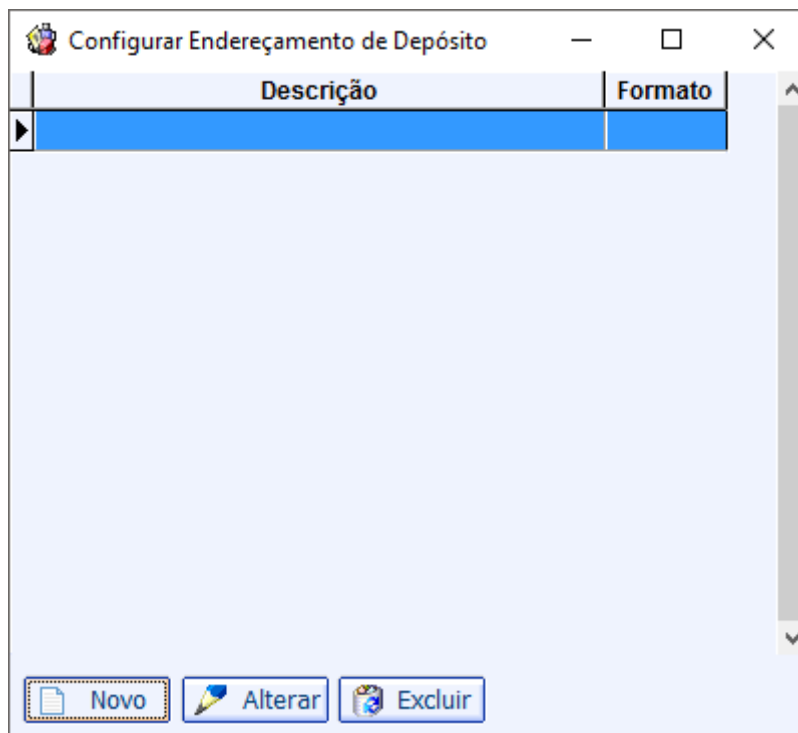 Configurar Endereçamento de Depósito
Descrição Formato
Novo Alterar Excluir